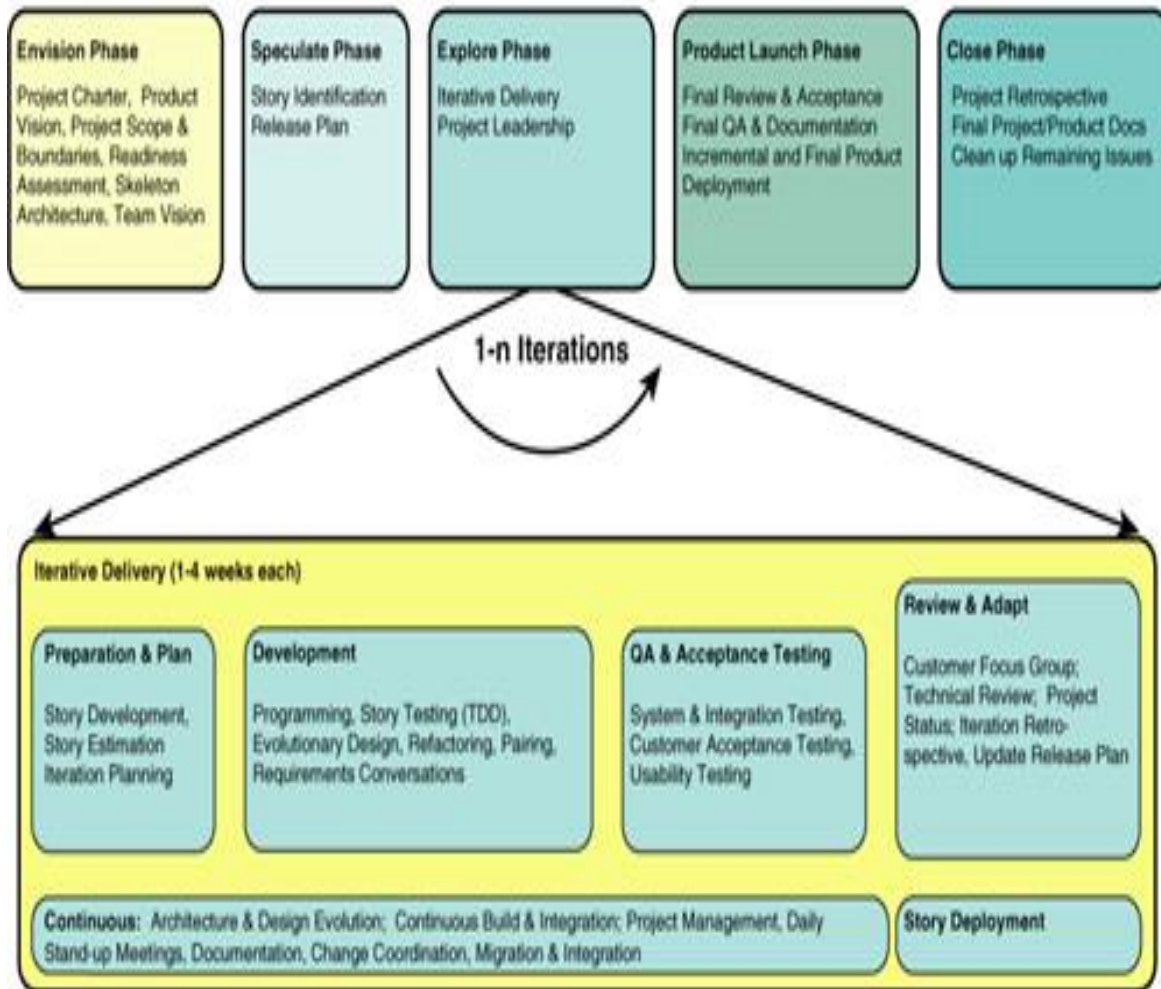 Envision Phase
Project Charter, Product
Vision, Project Scope &
Boundaries, Readiness
Assessment, Skeleton
Architecture, Team Vision
Speculate Phase
Story Identification
Release Plan
Explore Phase
Iterative Delivery
Project Leadership
Product Launch Phase
Final Review & Acceptance
Final QA & Documentation
Incremental and Final Product
Deployment
Close Phase
Project Retrospective
Final Project/Product Docs
Clean up Remaining Issues
1-n Iterations
Iterative Delivery (1-4 weeks each)
Preparation & Plan
Story Development,
Story Estimation
Iteration Planning
Development
Programming, Story Testing (TDD),
Evolutionary Design, Refactoring, Pairing,
Requirements Conversations
QA & Acceptance Testing
System & Integration Testing,
Customer Acceptance Testing,
Usability Testing
Review & Adapt
Customer Focus Group;
Technical Review; Project
Status; Iteration Retro-
spective, Update Release Plan
Continuous: Architecture & Design Evolution; Continuous Build & Integration; Project Management, Daily
Stand-up Meetings, Documentation, Change Coordination, Migration & Integration
Story Deployment